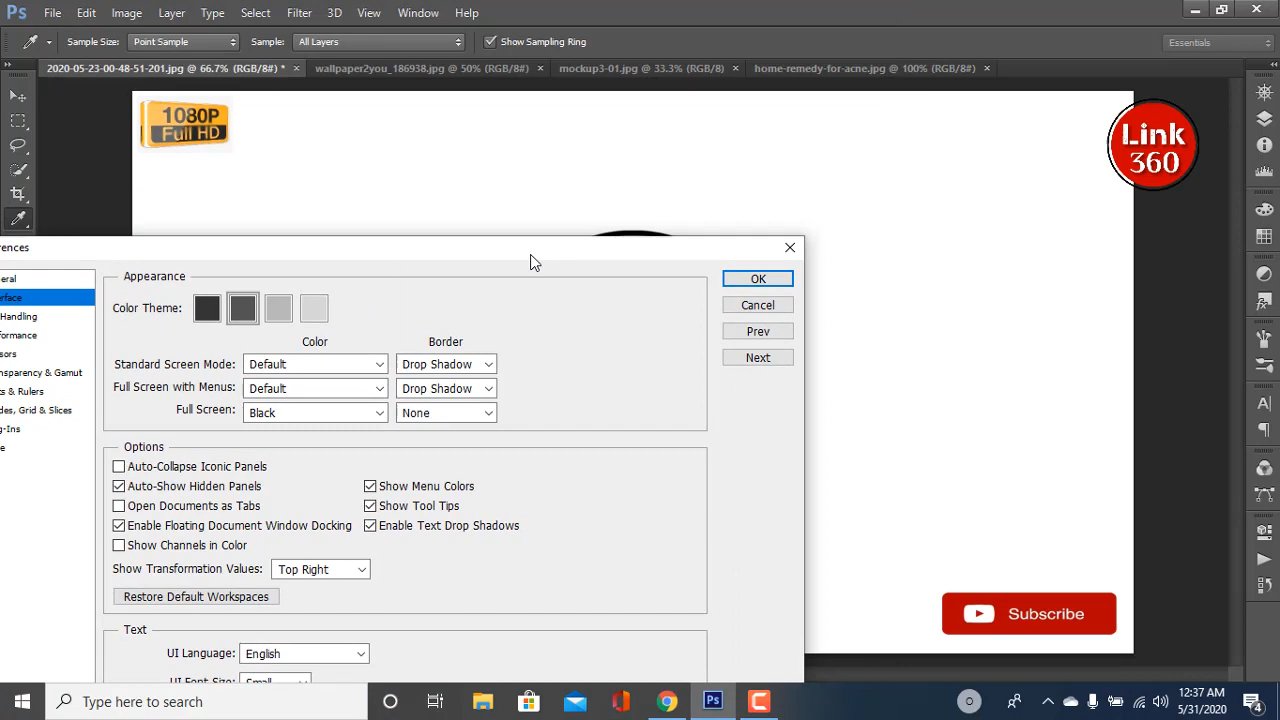 Ps File Edit Image Layer Type Select Filter 3D View Window Help
Sample Size: Point Sample Sample: All Layers Show Sampling Ring Essentials
2020-05-23-00-48-51-201.jpg @ 66.7% (RGB/8#) * wallpaper2you_186938.jpg @ 50% (RGB/8#) mockup3-01.jpg @ 33.3% (RGB/8) home-remedy-for-acne.jpg @ 100% (RGB/8#)
1080P
Full HD
Link
360
rences
eral
Appearance
OK
rface
Color Theme:
Cancel
Handling
formance
Prev
sors
Color Border
Next
nsparency & Gamut
Standard Screen Mode: Default Drop Shadow
ts & Rulers
Full Screen with Menus: Default Drop Shadow
des, Grid & Slices
Full Screen: Black None
g-Ins
e
Options
Auto-Collapse Iconic Panels
Auto-Show Hidden Panels Show Menu Colors
Open Documents as Tabs Show Tool Tips
Enable Floating Document Window Docking Enable Text Drop Shadows
Show Channels in Color
Show Transformation Values: Top Right
Restore Default Workspaces
Subscribe
Text
UI Language: English
UI Font Size: Small
Type here to search
Ps
12:37 AM
5/31/2020
4